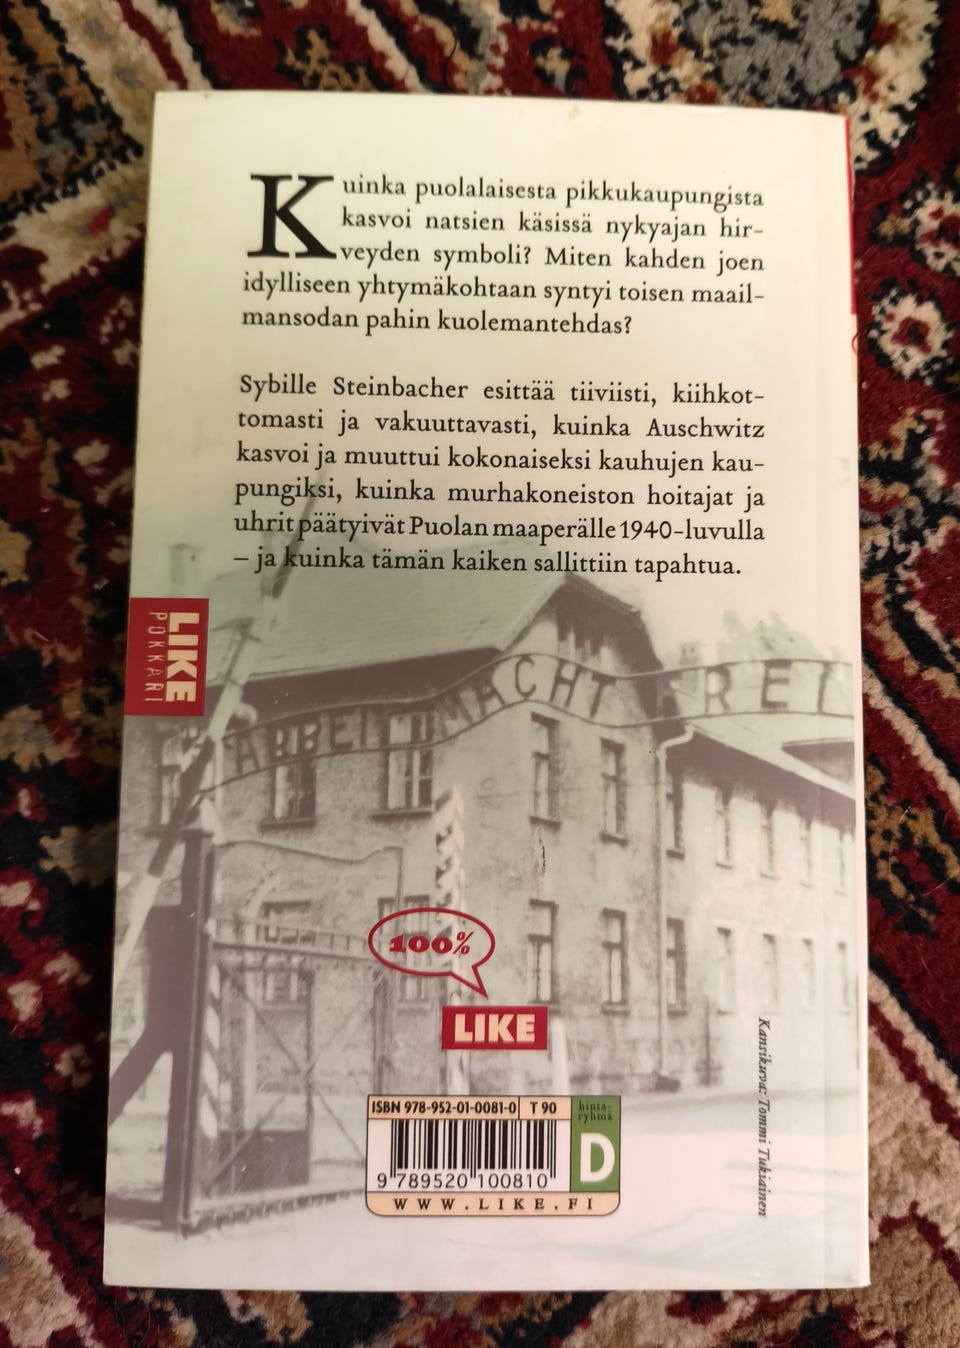 Kuinka puolalaisesta pikkukaupungista
kasvoi natsien käsissä nykyajan hir-
veyden symboli? Miten kahden joen
idylliseen yhtymäkohtaan syntyi toisen maail-
mansodan pahin kuolemantehdas?
Sybille Steinbacher esittää tiiviisti, kiihkot-
tomasti ja vakuuttavasti, kuinka Auschwitz
kasvoi ja muuttui kokonaiseksi kauhujen kau-
pungiksi, kuinka murhakoneiston hoitajat ja
uhrit päätyivät Puolan maaperälle 1940-luvulla
– ja kuinka tämän kaiken sallittiin tapahtua.
LIKE
POKKARI
ARBEIT MACHT FREI
100%
LIKE
ISBN 978-952-01-0081-0 T 90
hinta-
ryhmä
D
9 789520 100810
WWW.LIKE.FI
Kansikuva: Tommi Tukiainen